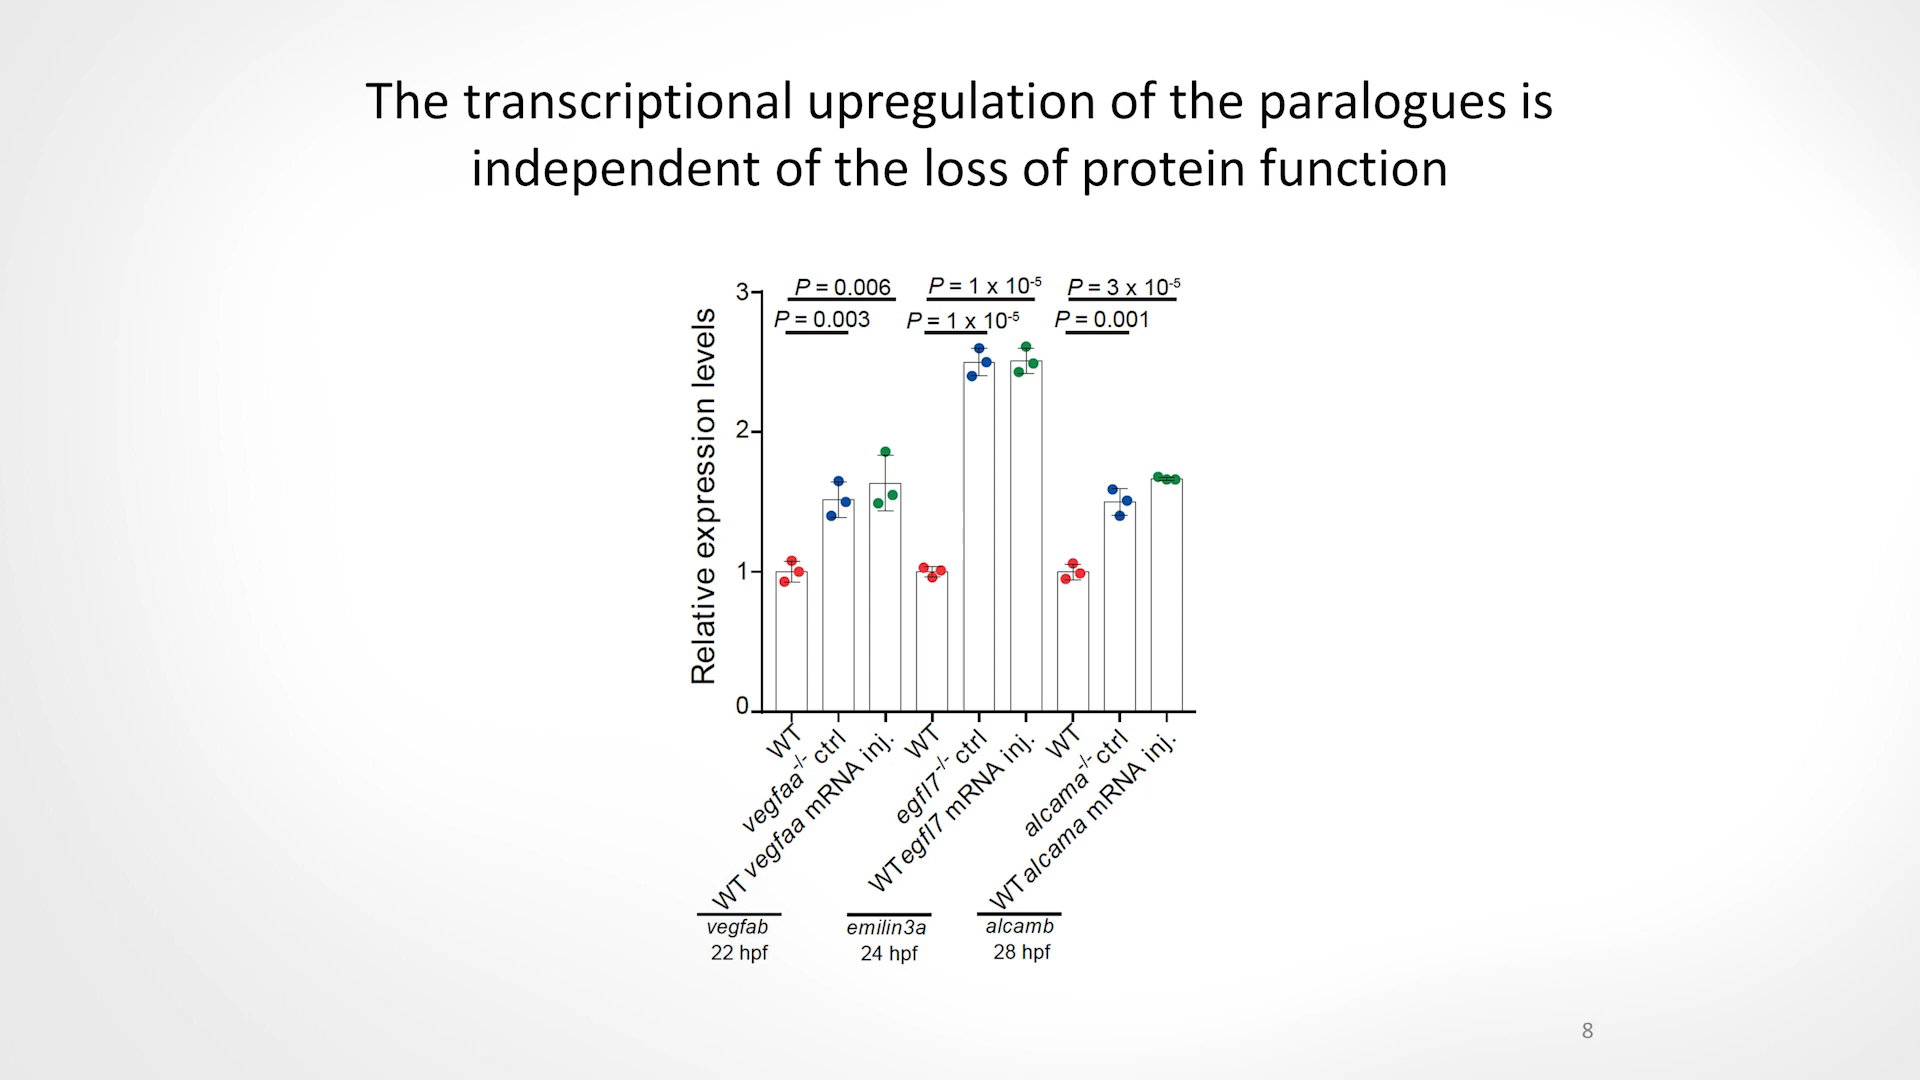 The transcriptional upregulation of the paralogues is
independent of the loss of protein function
P = 0.006
P = 1 x 10⁻⁵
P = 3 x 10⁻⁵
P = 0.003
P = 1 x 10⁻⁵
P = 0.001
Relative expression levels
3
2
1
0
WT
vegfaa⁻/⁻ ctrl
WT vegfaa mRNA inj.
WT
egfl7⁻/⁻ ctrl
WT egfl7 mRNA inj.
WT
alcama⁻/⁻ ctrl
WT alcama mRNA inj.
vegfab
22 hpf
emilin3a
24 hpf
alcamb
28 hpf
8